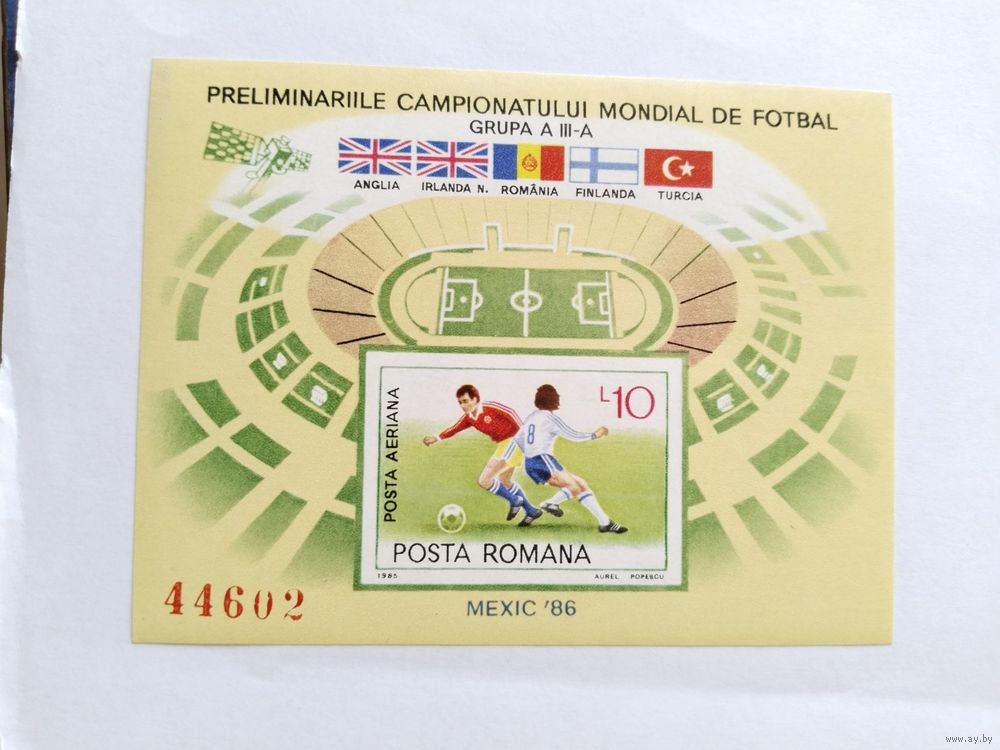 PRELIMINARIILE CAMPIONATULUI MONDIAL DE FOTBAL
GRUPA A III-A
ANGLIA IRLANDA N. ROMÂNIA FINLANDA TURCIA
L10
8
POSTA AERIANA
POSTA ROMANA
1985 AUREL POPESCU
44602
MEXIC '86
www.ay.by